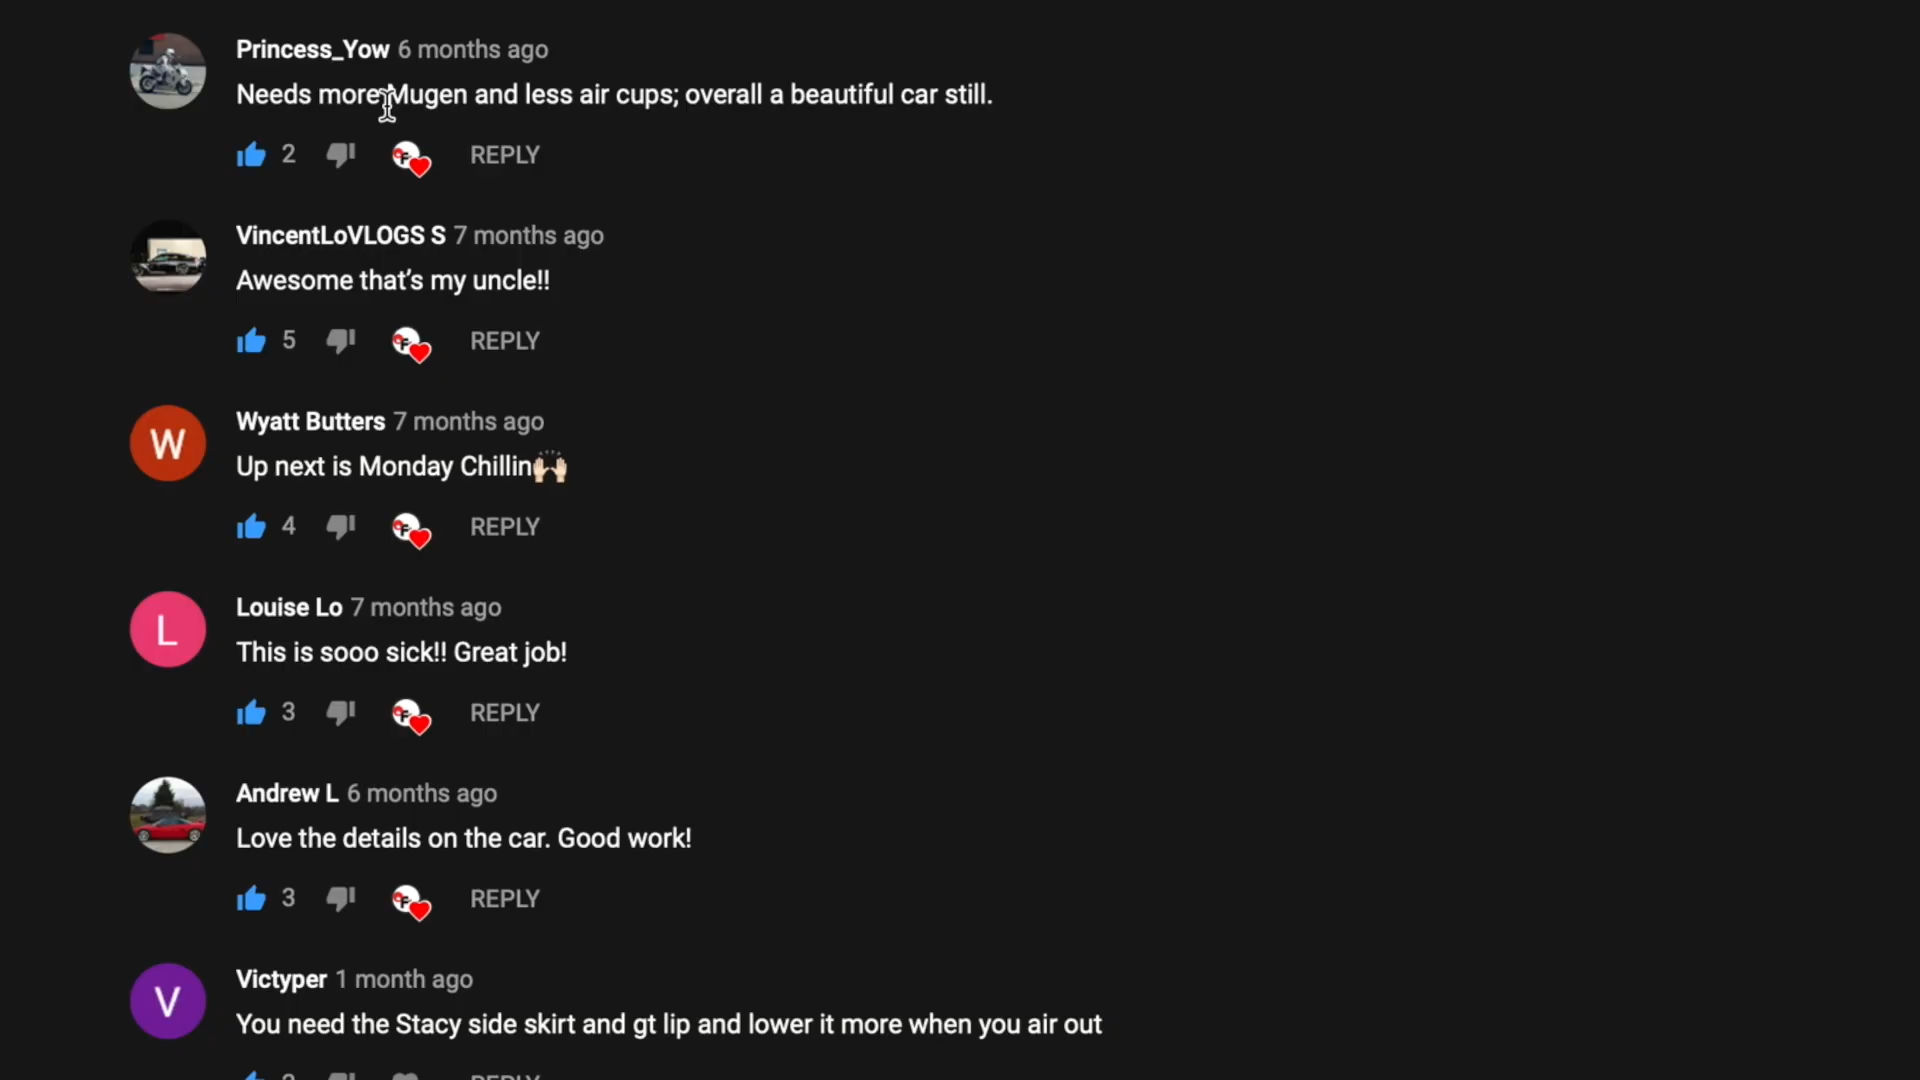 Princess_Yow 6 months ago
Needs more Mugen and less air cups; overall a beautiful car still.
2 REPLY
VincentLoVLOGS S 7 months ago
Awesome that’s my uncle!!
5 REPLY
W
Wyatt Butters 7 months ago
Up next is Monday Chillin🙌🏻
4 REPLY
L
Louise Lo 7 months ago
This is sooo sick!! Great job!
3 REPLY
Andrew L 6 months ago
Love the details on the car. Good work!
3 REPLY
V
Victyper 1 month ago
You need the Stacy side skirt and gt lip and lower it more when you air out
REPLY